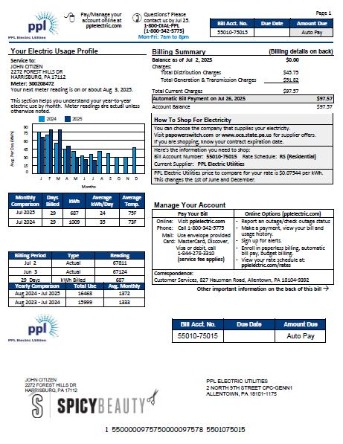 Page 1
ppl
PPL Electric Utilities
Pay/Manage your
account online at
pplelectric.com
Questions? Please
contact us by Jul 25
1-800-DIAL-PPL
(1-800-342-5775)
Mon-Fri: 7am to 8pm
Bill Acct. No. Due Date Amount Due
55010-75015 Auto Pay
Your Electric Usage Profile
Service to:
JOHN CITIZEN
2272 FOREST HILLS DR
HARRISBURG, PA 17112
Meter: 300208472
Your next meter reading is on or about Aug 3, 2025.
This section helps you understand your year-to-year
electric use by month. Meter readings are actual unless
otherwise noted.
2024 2025
Avg. Per Day (kWh)
J F M A M J J A S O N D
Months
Monthly Comparison Days Billed kWh Average kWh/Day Average Temp.
Jul 2025 29 687 24 75F
Jul 2024 29 1009 35 73F
Billing Period Type Reading
Jul 2 Actual 67811
Jun 3 Actual 67124
29 Days kWh Billed 687
Yearly Comparison Total Use Avg. Monthly
Aug 2024 - Jul 2025 16463 1372
Aug 2023 - Jul 2024 15999 1333
Billing Summary (Billing details on back)
Balance as of Jul 2, 2025 $0.00
Charges:
Total Distribution Charges $45.75
Total Generation & Transmission Charges $51.82
Total Current Charges $97.57
Automatic Bill Payment on Jul 26, 2025 $97.57
Account Balance $97.57
How To Shop For Electricity
You can choose the company that supplies your electricity.
Visit www.papowerswitch.com or www.oca.state.pa.us for supplier offers.
If you are shopping, know your contract expiration date.
Here's the information you need to shop:
Bill Account Number: 55010-75015 Rate Schedule: RS (Residential)
Current Supplier: PPL Electric Utilities
PPL Electric Utilities price to compare for your rate is $0.07544 per kWh.
This changes the 1st of June and December.
Manage Your Account
Pay Your Bill
Online: Visit pplelectric.com
Phone: Call 1-800-342-5775
Mail: Use envelope provided
Card: MasterCard, Discover,
Visa or debit, call
1-844-273-3310
(service fee applies)
Online Options (pplelectric.com)
- Report an outage/check outage status
- Make a payment, view your bill and
usage history.
- Sign up for alerts.
- Enroll in paperless billing, automatic
bill pay, budget billing.
- View your rate schedule at:
pplelectric.com/rates
Correspondence:
Customer Services, 827 Hausman Road, Allentown, PA 18104-9392
Other important information on the back of this bill →
ppl
PPL Electric Utilities
Bill Acct. No. Due Date Amount Due
55010-75015 Auto Pay
JOHN CITIZEN
2272 FOREST HILLS DR
HARRISBURG, PA 17112
PPL ELECTRIC UTILITIES
2 NORTH 9TH STREET CPC-GENN1
ALLENTOWN, PA 18101-1175
S SPICYBEAUTY
1 5500000975750000097578 5501075015